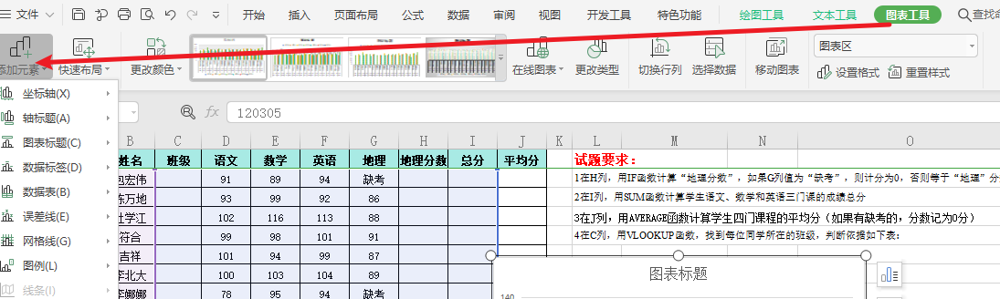 文件 开始 插入 页面布局 公式 数据 审阅 视图 开发工具 特色功能 绘图工具 文本工具 图表工具 查找命
添加元素 快速布局 更改颜色 在线图表 更改类型 切换行列 选择数据 移动图表 图表区
设置格式 重置样式
坐标轴(X)
轴标题(A)
图表标题(C)
数据标签(D)
数据表(B)
误差线(E)
网格线(G)
图例(L)
线条(I)
fx 120305
B C D E F G H I J K L M N O
姓名 班级 语文 数学 英语 地理 地理分数 总分 平均分 试题要求：
包宏伟 91 89 94 缺考 1在H列，用IF函数计算“地理分数”，如果G列值为“缺考”，则计分为0，否则等于“地理”分
陈万地 93 99 92 86 2在I列，用SUM函数计算学生语文、数学和英语三门课的成绩总分
杜学江 102 116 113 88 3在J列，用AVERAGE函数计算学生四门课程的平均分（如果有缺考的，分数记为0分）
符合 99 98 101 91 4在C列，用VLOOKUP函数，找到每位同学所在的班级，判断依据如下表：
吉祥 101 94 99 87
李北大 100 103 104 89
李娜娜 78 95 94 缺考
图表标题
140